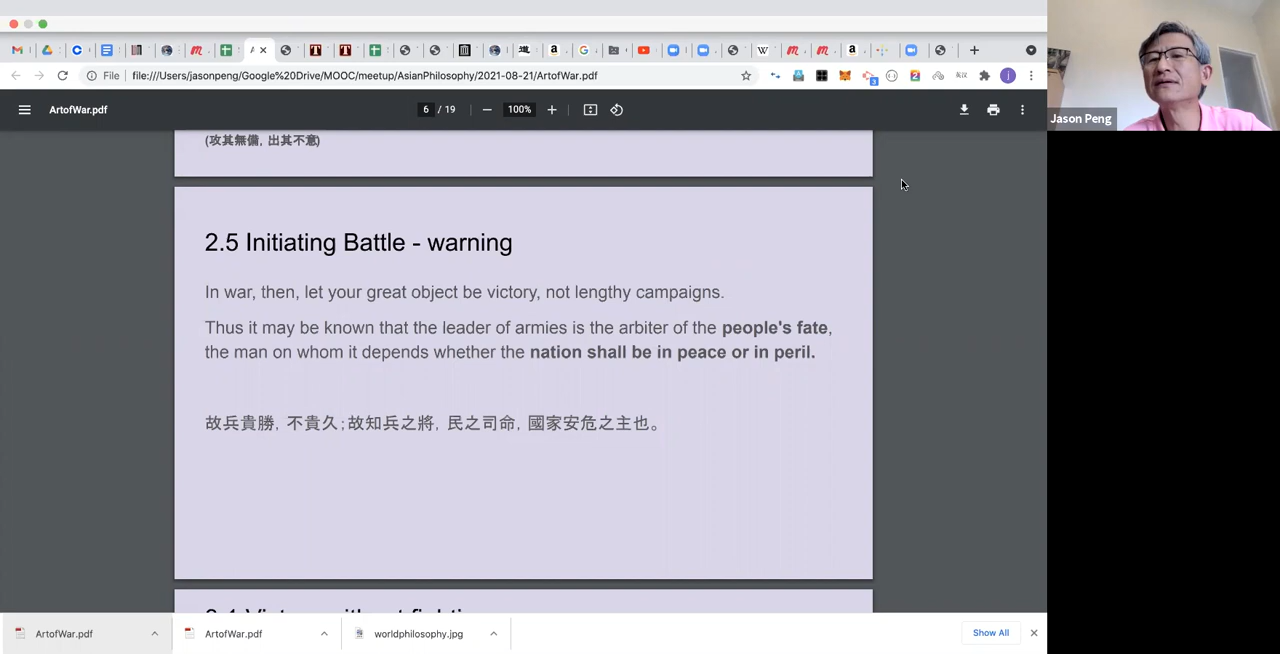 File
file:///Users/jasonpeng/Google%20Drive/MOOC/meetup/AsianPhilosophy/2021-08-21/ArtofWar.pdf
ArtofWar.pdf
6 / 19
100%
Jason Peng
(攻其無備, 出其不意)
2.5 Initiating Battle - warning
In war, then, let your great object be victory, not lengthy campaigns.
Thus it may be known that the leader of armies is the arbiter of the people's fate,
the man on whom it depends whether the nation shall be in peace or in peril.
故兵貴勝, 不貴久;故知兵之將, 民之司命, 國家安危之主也。
ArtofWar.pdf
ArtofWar.pdf
worldphilosophy.jpg
Show All